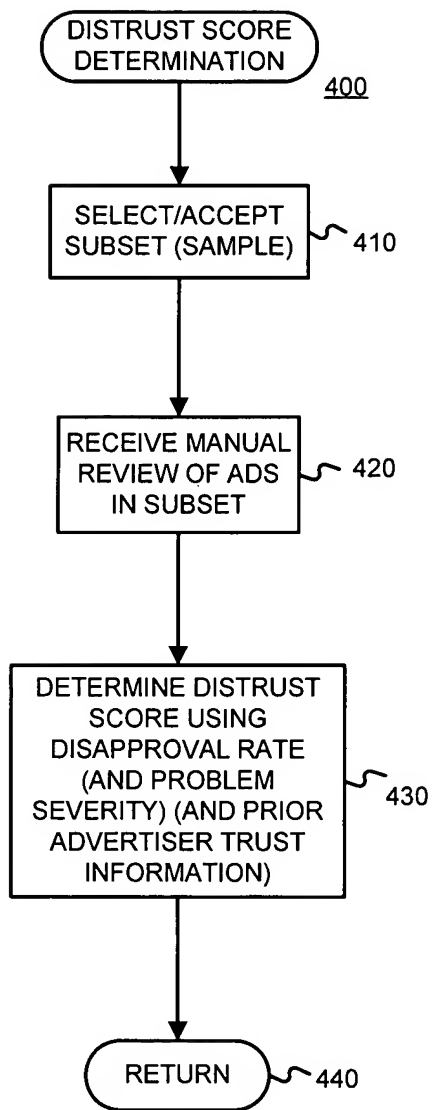 DISTRUST SCORE
DETERMINATION
400
SELECT/ACCEPT
SUBSET (SAMPLE)
410
RECEIVE MANUAL
REVIEW OF ADS
IN SUBSET
420
DETERMINE DISTRUST
SCORE USING
DISAPPROVAL RATE
(AND PROBLEM
SEVERITY) (AND PRIOR
ADVERTISER TRUST
INFORMATION)
430
RETURN
440